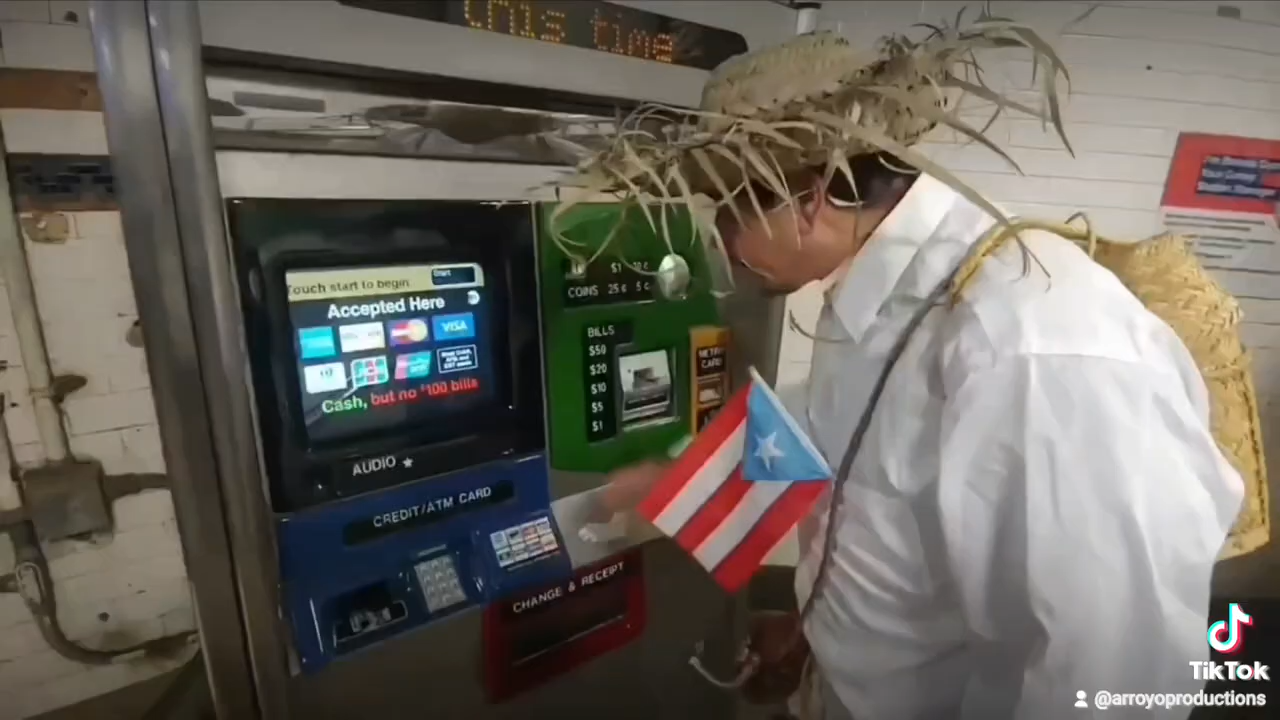 this time
Touch start to begin
Start
Accepted Here
VISA
Cash, but no $100 bills
AUDIO
CREDIT/ATM CARD
COINS 25¢ 5¢
$1
BILLS
$50
$20
$10
$5
$1
METRO
CARD
CHANGE & RECEIPT
TikTok
@arroyoproductions